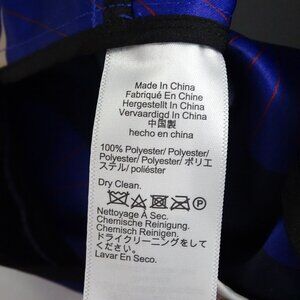 Made In China
Fabriqué En Chine
Hergestellt In China
Vervaardigd In China
中国製
hecho en china
100% Polyester/ Polyester/
Polyester/ Polyester/ ポリエ
ステル/ poliéster
Dry Clean.
P
Nettoyage À Sec.
Chemische Reinigung.
Chemisch Reinigen.
ドライクリーニングをしてくだ
さい。
Lavar En Seco.